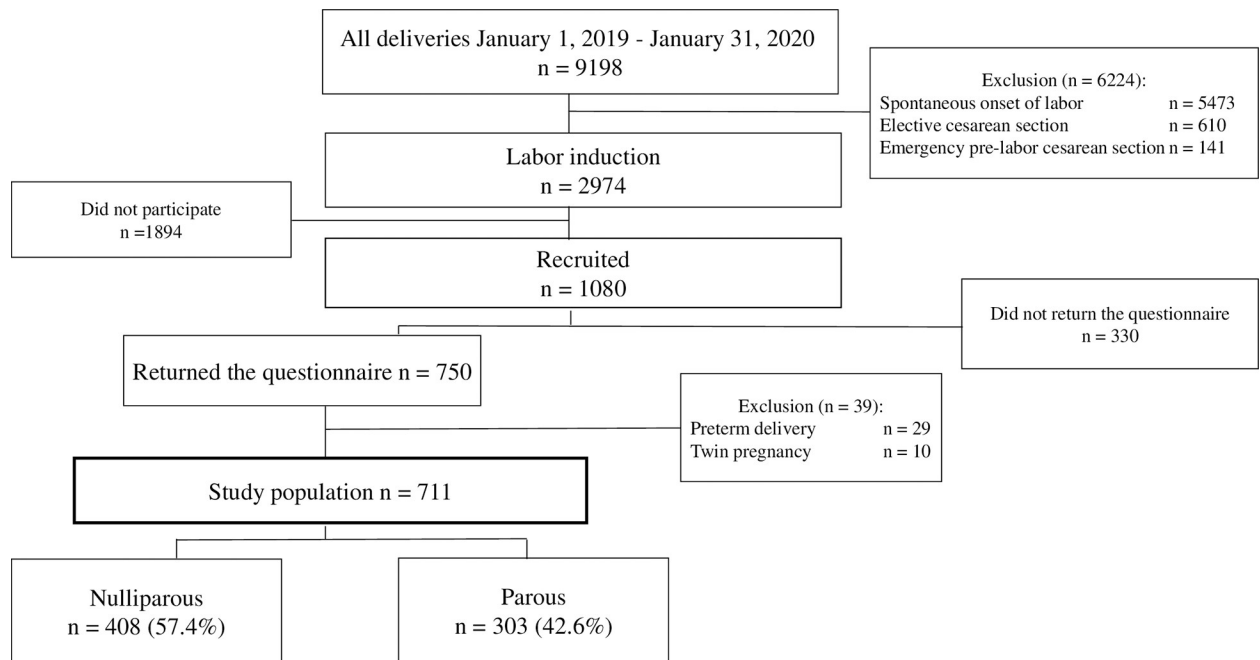 All deliveries January 1, 2019 - January 31, 2020
n = 9198
Exclusion (n = 6224):
Spontaneous onset of labor n = 5473
Elective cesarean section n = 610
Emergency pre-labor cesarean section n = 141
Labor induction
n = 2974
Did not participate
n =1894
Recruited
n = 1080
Did not return the questionnaire
n = 330
Returned the questionnaire n = 750
Exclusion (n = 39):
Preterm delivery n = 29
Twin pregnancy n = 10
Study population n = 711
Nulliparous
n = 408 (57.4%)
Parous
n = 303 (42.6%)